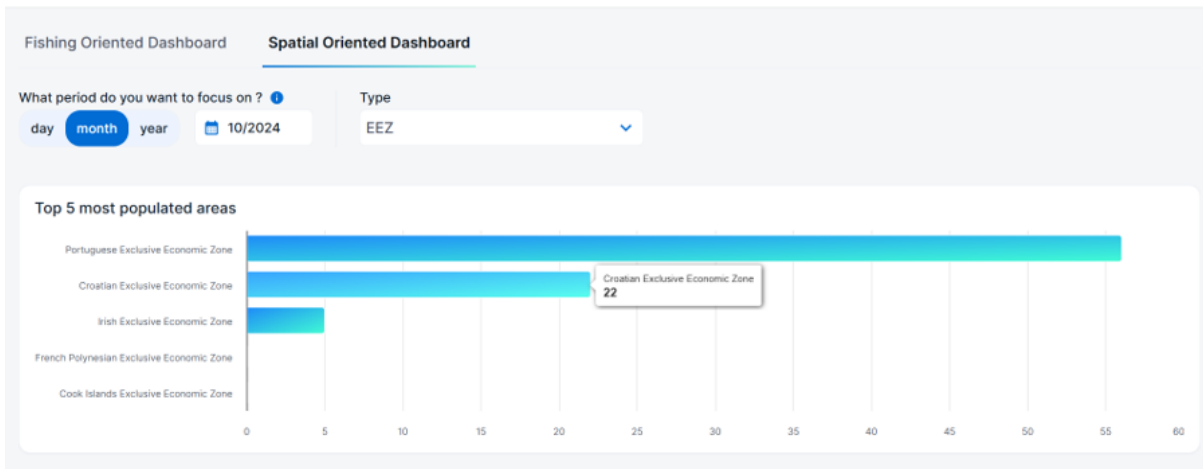 Fishing Oriented Dashboard
Spatial Oriented Dashboard
What period do you want to focus on ?
Type
day
month
year
10/2024
EEZ
Top 5 most populated areas
Portuguese Exclusive Economic Zone
Croatian Exclusive Economic Zone
Croatian Exclusive Economic Zone
22
Irish Exclusive Economic Zone
French Polynesian Exclusive Economic Zone
Cook Islands Exclusive Economic Zone
0 5 10 15 20 25 30 35 40 45 50 55 60